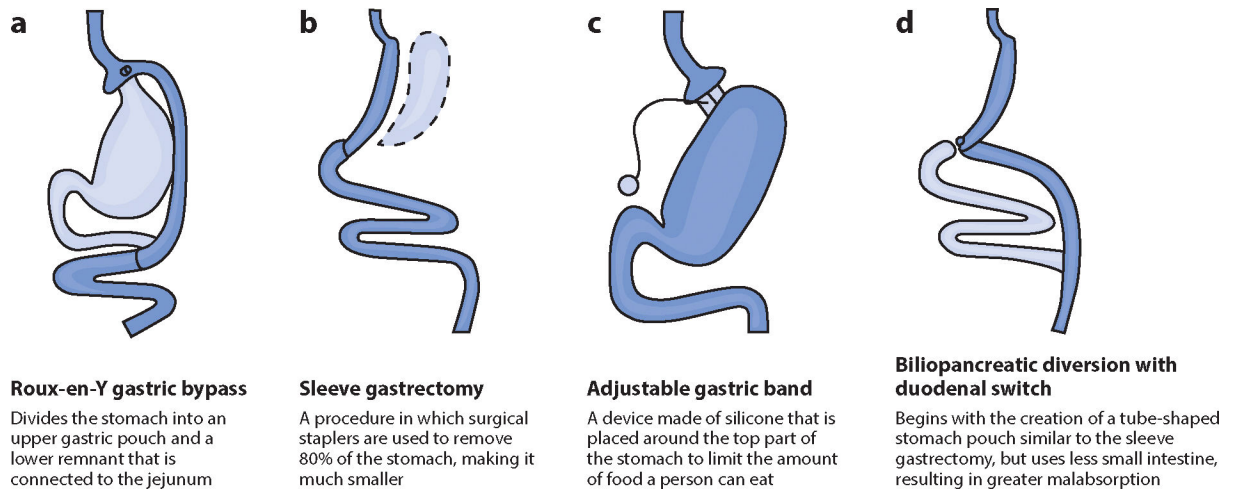 a
Roux-en-Y gastric bypass
Divides the stomach into an
upper gastric pouch and a
lower remnant that is
connected to the jejunum
b
Sleeve gastrectomy
A procedure in which surgical
staplers are used to remove
80% of the stomach, making it
much smaller
c
Adjustable gastric band
A device made of silicone that is
placed around the top part of
the stomach to limit the amount
of food a person can eat
d
Biliopancreatic diversion with
duodenal switch
Begins with the creation of a tube-shaped
stomach pouch similar to the sleeve
gastrectomy, but uses less small intestine,
resulting in greater malabsorption